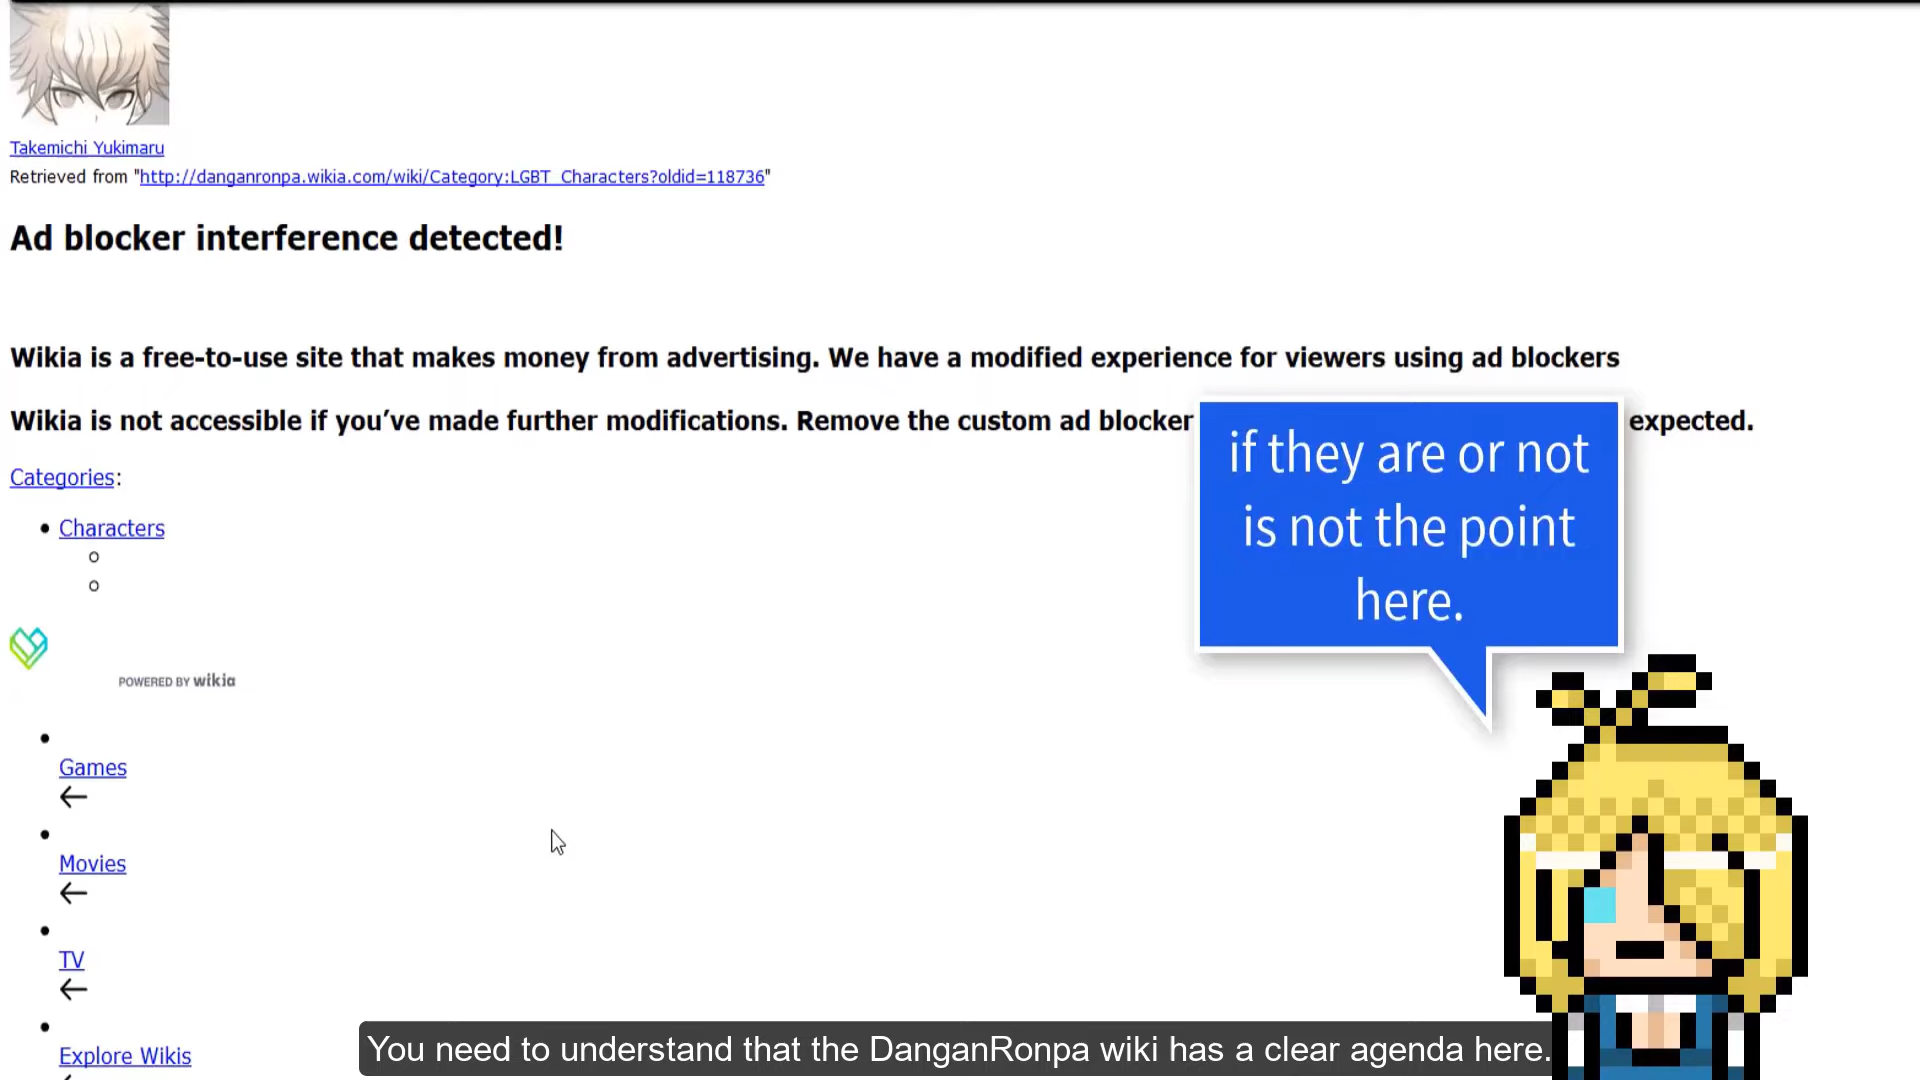 Takemichi Yukimaru
Retrieved from "http://danganronpa.wikia.com/wiki/Category:LGBT_Characters?oldid=118736"
Ad blocker interference detected!
Wikia is a free-to-use site that makes money from advertising. We have a modified experience for viewers using ad blockers
Wikia is not accessible if you’ve made further modifications. Remove the custom ad blocker expected.
if they are or not
is not the point
here.
Categories:
Characters
POWERED BY wikia
Games
Movies
TV
Explore Wikis
You need to understand that the DanganRonpa wiki has a clear agenda here.